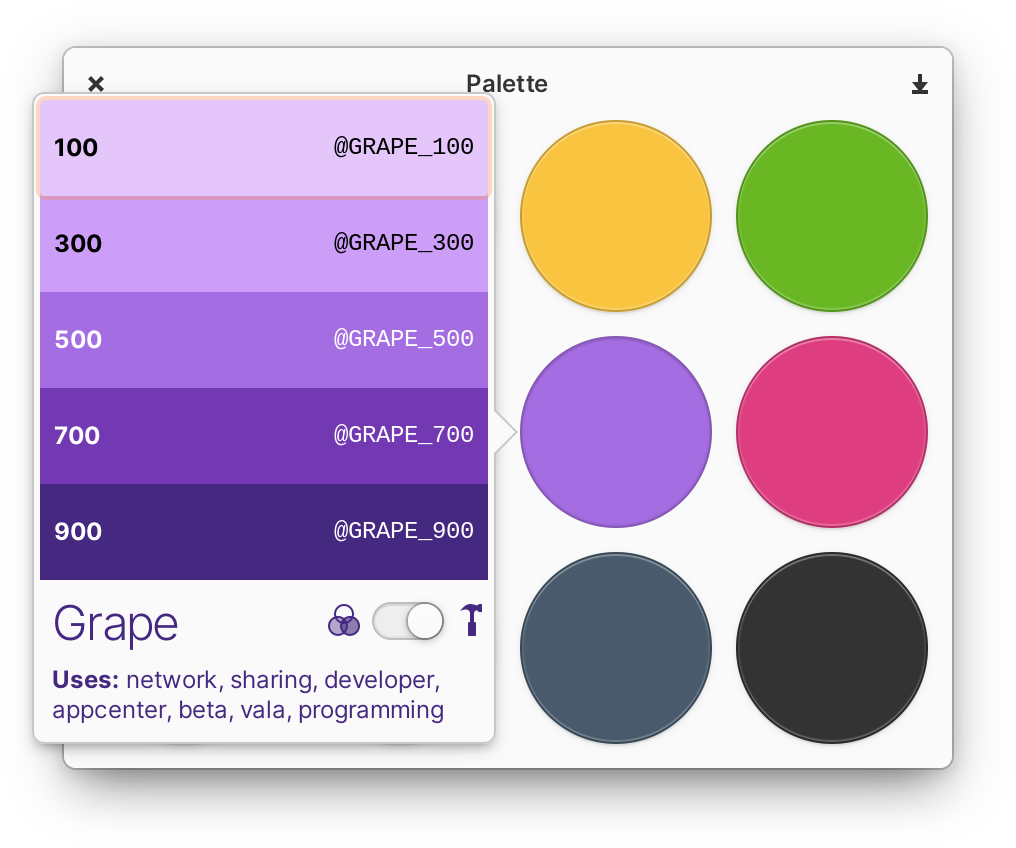 Palette
100 @GRAPE_100
300 @GRAPE_300
500 @GRAPE_500
700 @GRAPE_700
900 @GRAPE_900
Grape
Uses: network, sharing, developer,
appcenter, beta, vala, programming